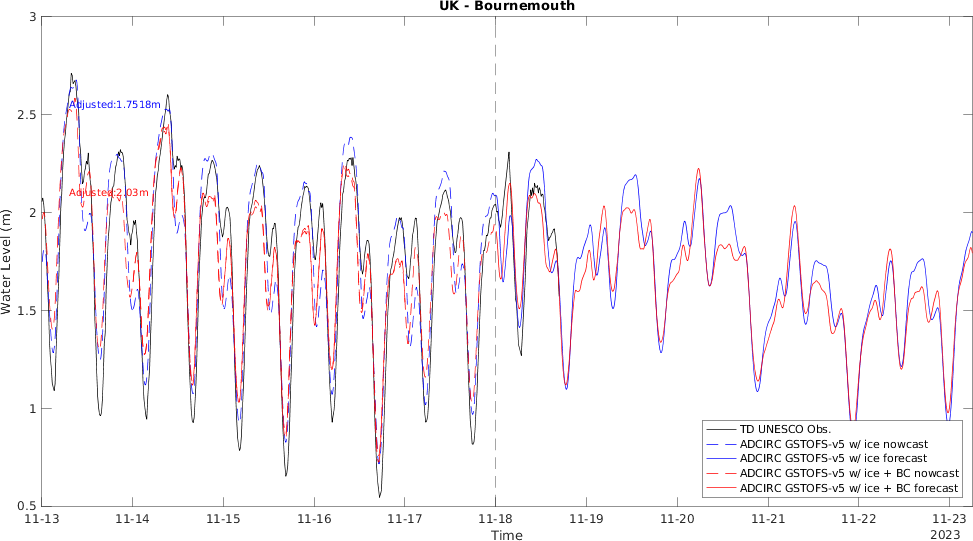 UK - Bournemouth
Water Level (m)
3
2.5
2
1.5
1
0.5
Adjusted:1.7518m
Adjusted:2.03m
TD UNESCO Obs.
ADCIRC GSTOFS-v5 w/ ice nowcast
ADCIRC GSTOFS-v5 w/ ice forecast
ADCIRC GSTOFS-v5 w/ ice + BC nowcast
ADCIRC GSTOFS-v5 w/ ice + BC forecast
11-13 11-14 11-15 11-16 11-17 11-18 11-19 11-20 11-21 11-22 11-23
2023
Time